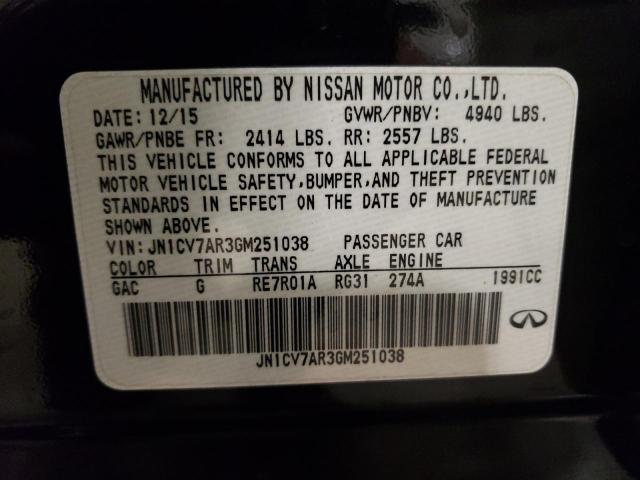 MANUFACTURED BY NISSAN MOTOR CO.,LTD.
DATE: 12/15 GVWR/PNBV: 4940 LBS.
GAWR/PNBE FR: 2414 LBS. RR: 2557 LBS.
THIS VEHICLE CONFORMS TO ALL APPLICABLE FEDERAL
MOTOR VEHICLE SAFETY,BUMPER,AND THEFT PREVENTION
STANDARDS IN EFFECT ON THE DATE OF MANUFACTURE
SHOWN ABOVE.
VIN: JN1CV7AR3GM251038 PASSENGER CAR
COLOR TRIM TRANS AXLE ENGINE
GAC G RE7R01A RG31 274A 1991CC
JN1CV7AR3GM251038